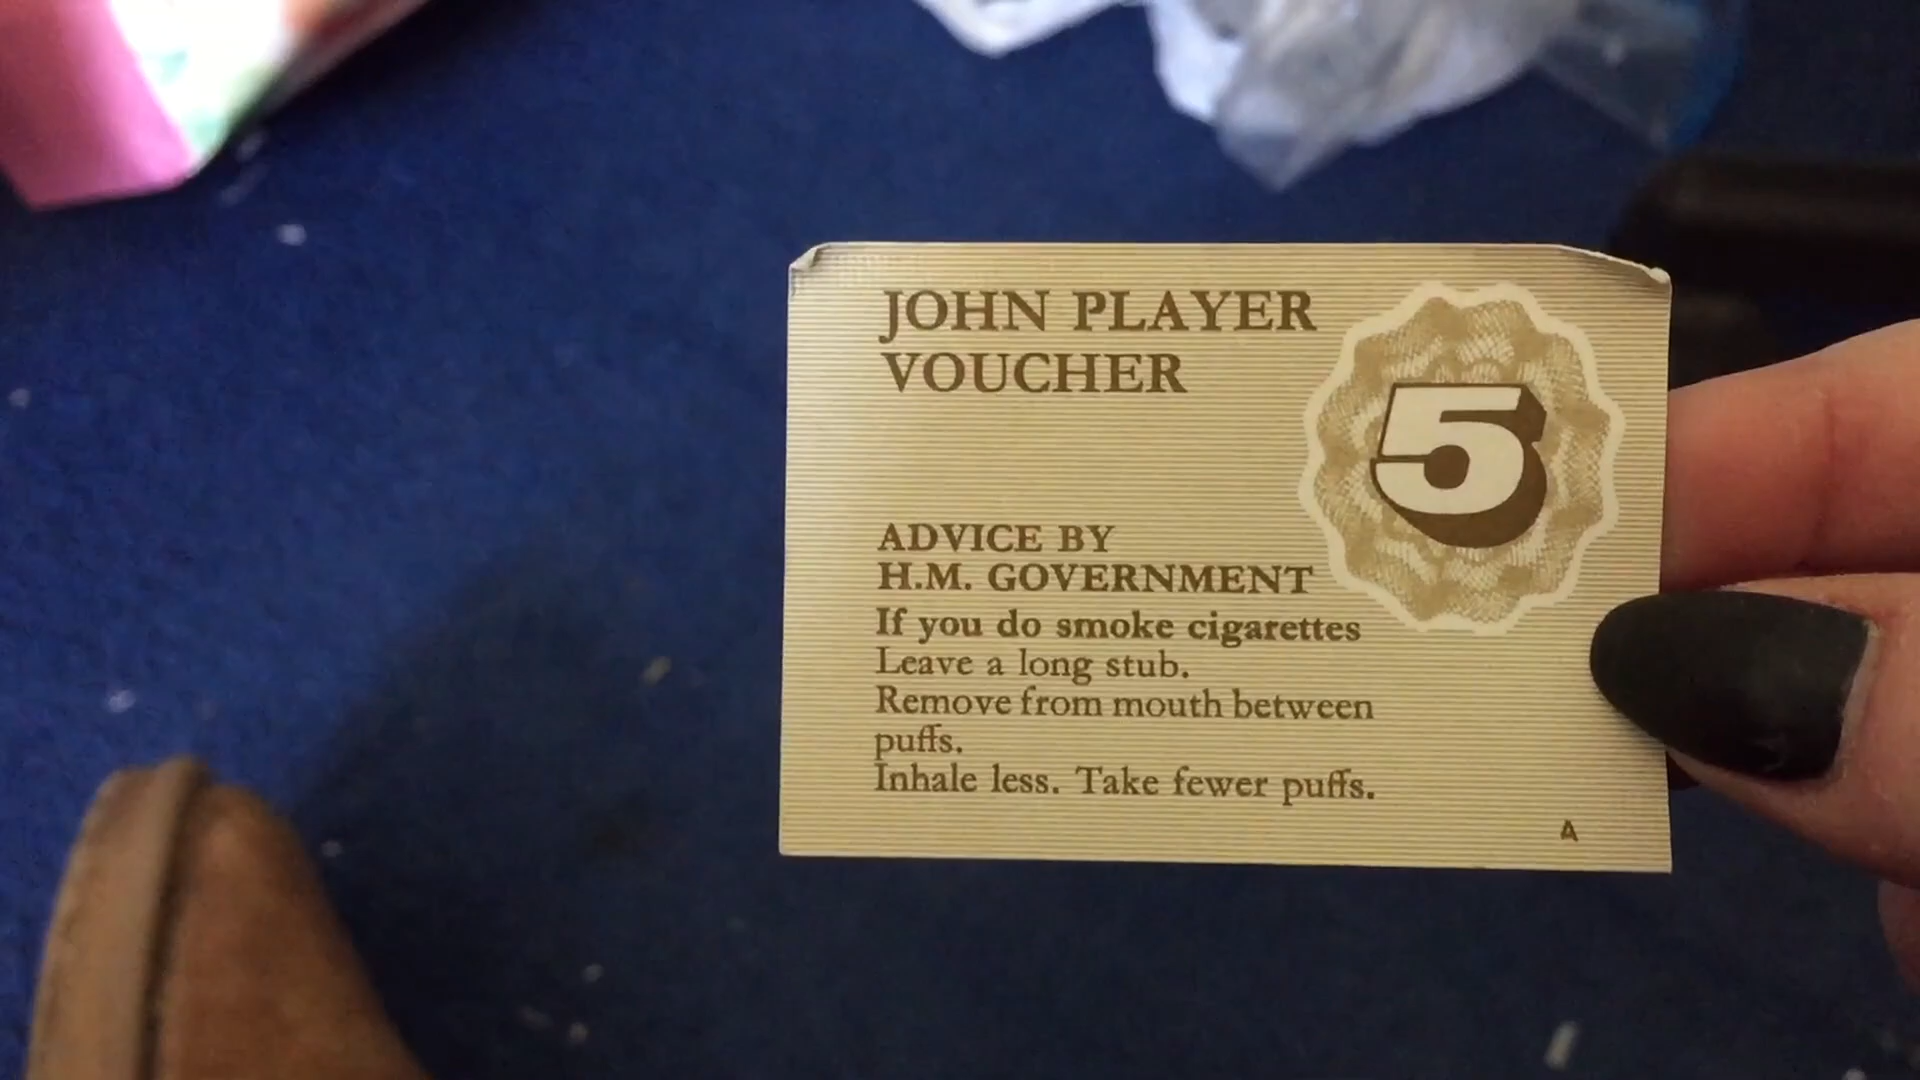 JOHN PLAYER
VOUCHER
5
ADVICE BY
H.M. GOVERNMENT
If you do smoke cigarettes
Leave a long stub.
Remove from mouth between
puffs.
Inhale less. Take fewer puffs.
A